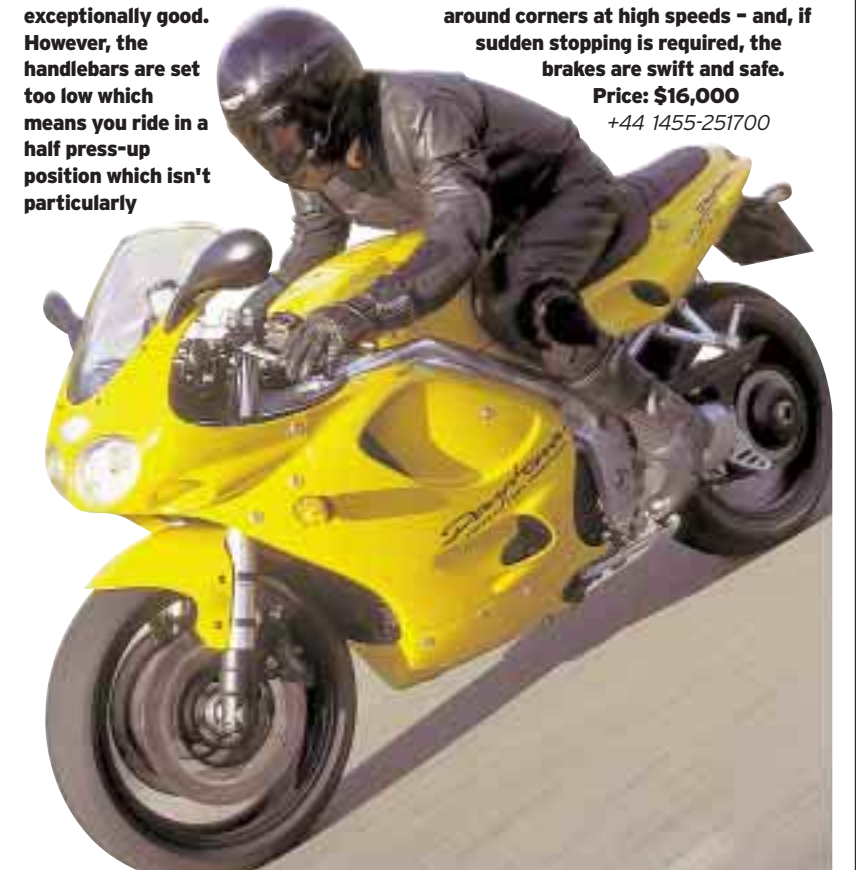 exceptionally good.
However, the
handlebars are set
too low which
means you ride in a
half press-up
position which isn't
particularly
around corners at high speeds – and, if
sudden stopping is required, the
brakes are swift and safe.
Price: $16,000
+44 1455-251700
Daytona